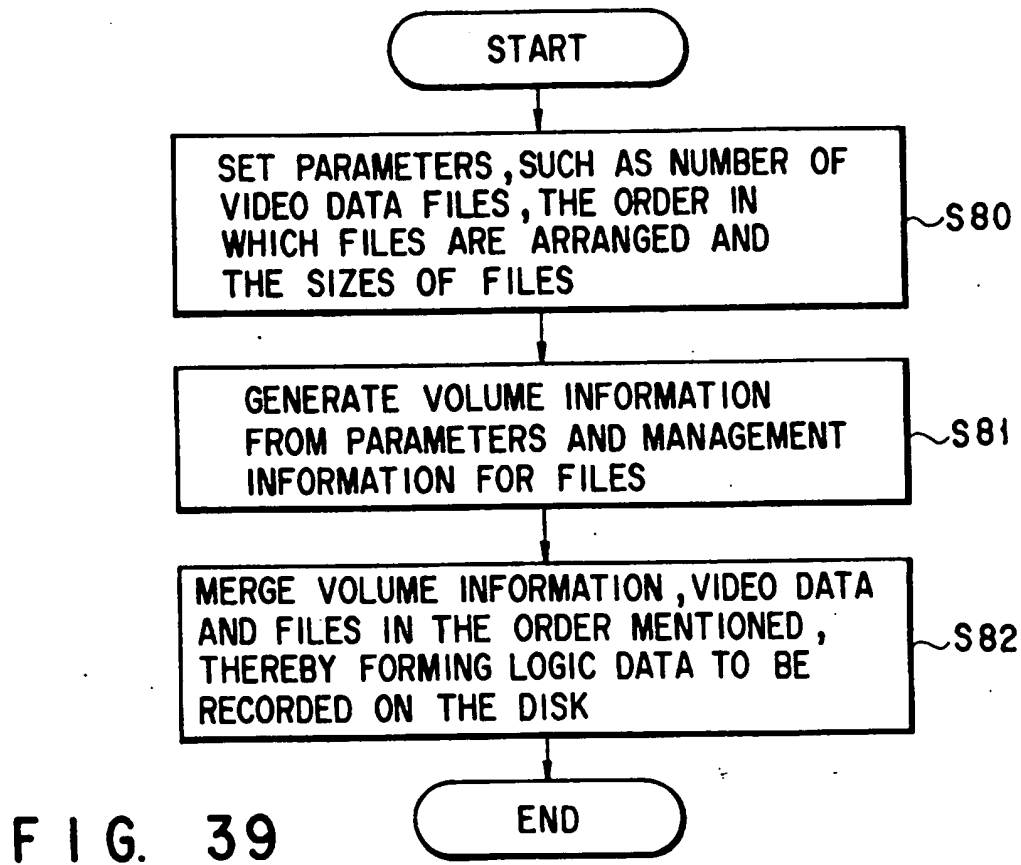 START
SET PARAMETERS, SUCH AS NUMBER OF
VIDEO DATA FILES, THE ORDER IN
WHICH FILES ARE ARRANGED AND
THE SIZES OF FILES
S80
GENERATE VOLUME INFORMATION
FROM PARAMETERS AND MANAGEMENT
INFORMATION FOR FILES
S81
MERGE VOLUME INFORMATION, VIDEO DATA
AND FILES IN THE ORDER MENTIONED,
THEREBY FORMING LOGIC DATA TO BE
RECORDED ON THE DISK
S82
END
FIG. 39